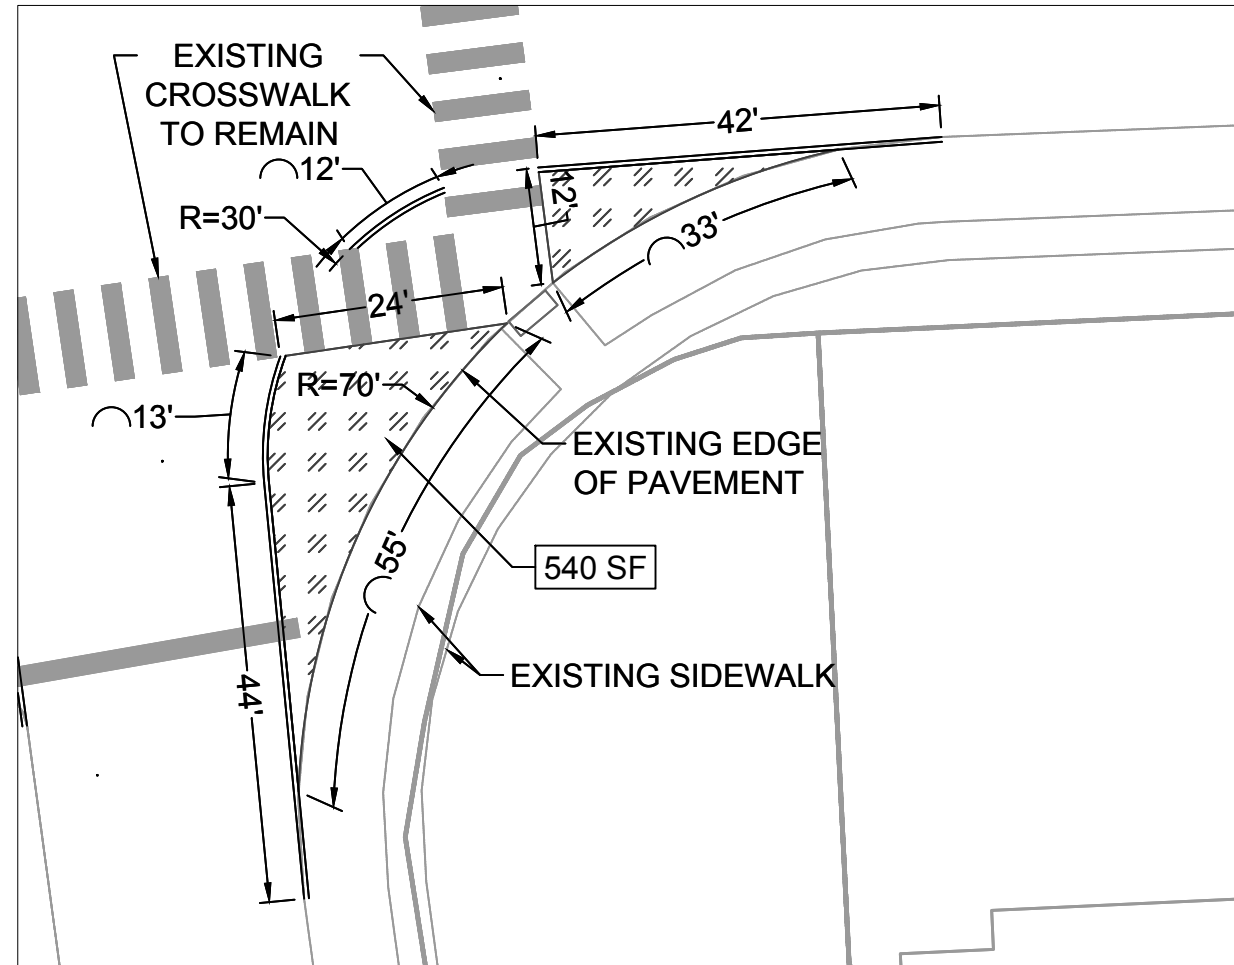 EXISTING
CROSSWALK
TO REMAIN
12'
R=30'
42'
12'
33'
24'
R=70'
13'
EXISTING EDGE
OF PAVEMENT
55'
540 SF
EXISTING SIDEWALK
44'